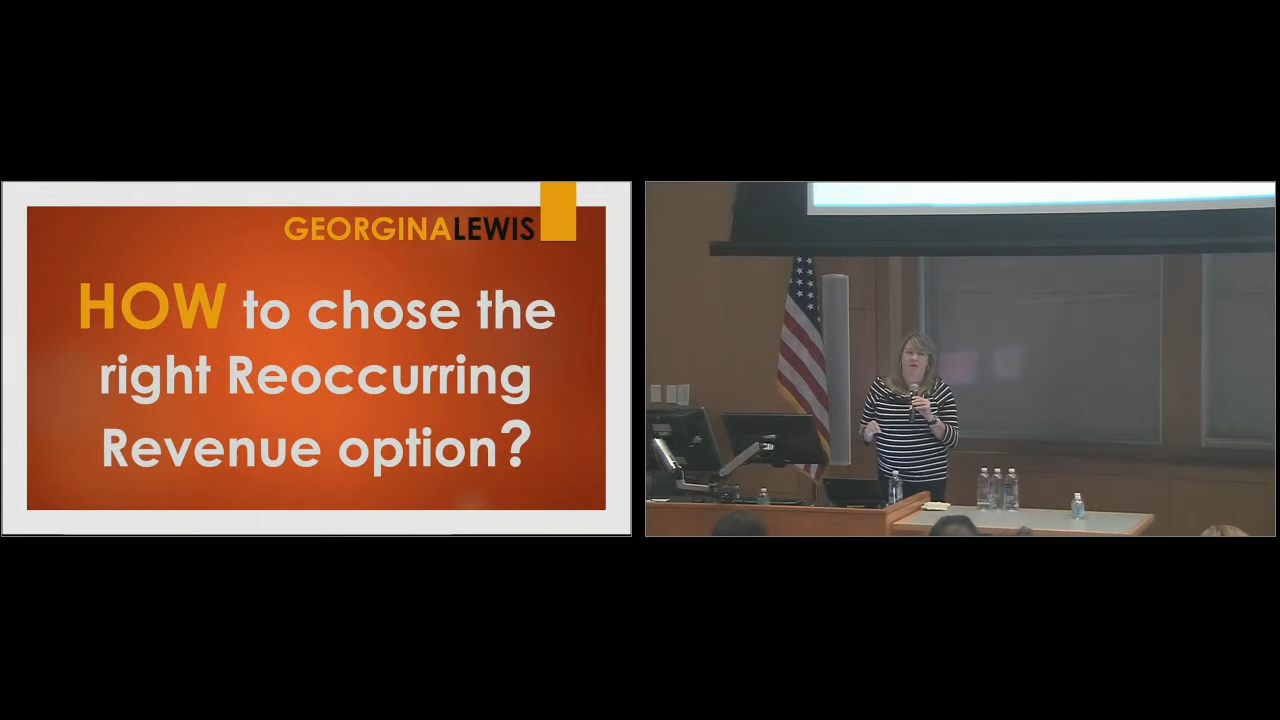 GEORGINALEWIS
HOW to chose the
right Reoccurring
Revenue option?